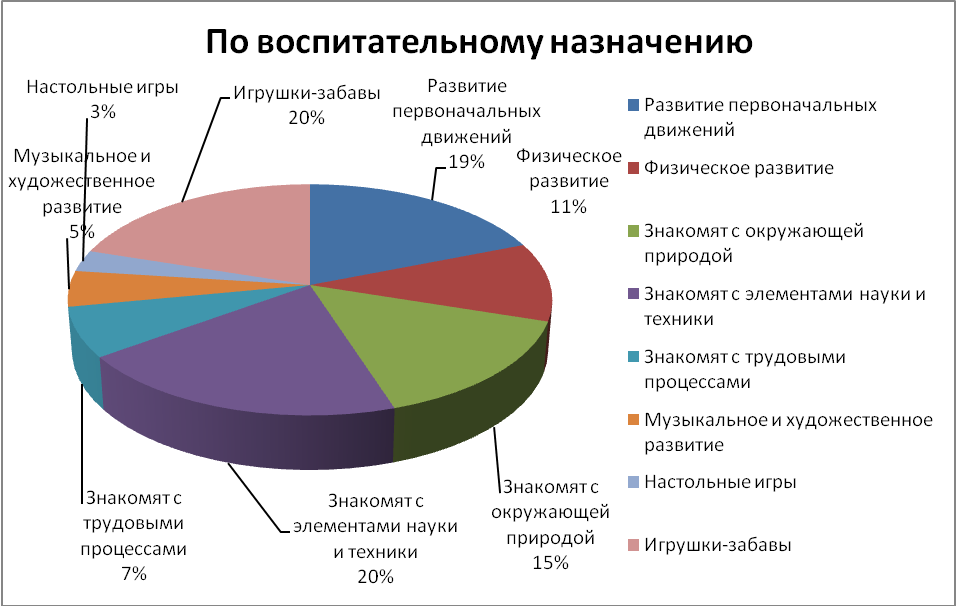 По воспитательному назначению
Настольные игры
3%
Игрушки-забавы
20%
Развитие
первоначальных
движений
19%
Физическое
развитие
11%
Музыкальное и
художественное
развитие
5%
Знакомят с
трудовыми
процессами
7%
Знакомят с
элементами науки
и техники
20%
Знакомят с
окружающей
природой
15%
Развитие первоначальных
движений
Физическое развитие
Знакомят с окружающей
природой
Знакомят с элементами науки и
техники
Знакомят с трудовыми
процессами
Музыкальное и художественное
развитие
Настольные игры
Игрушки-забавы